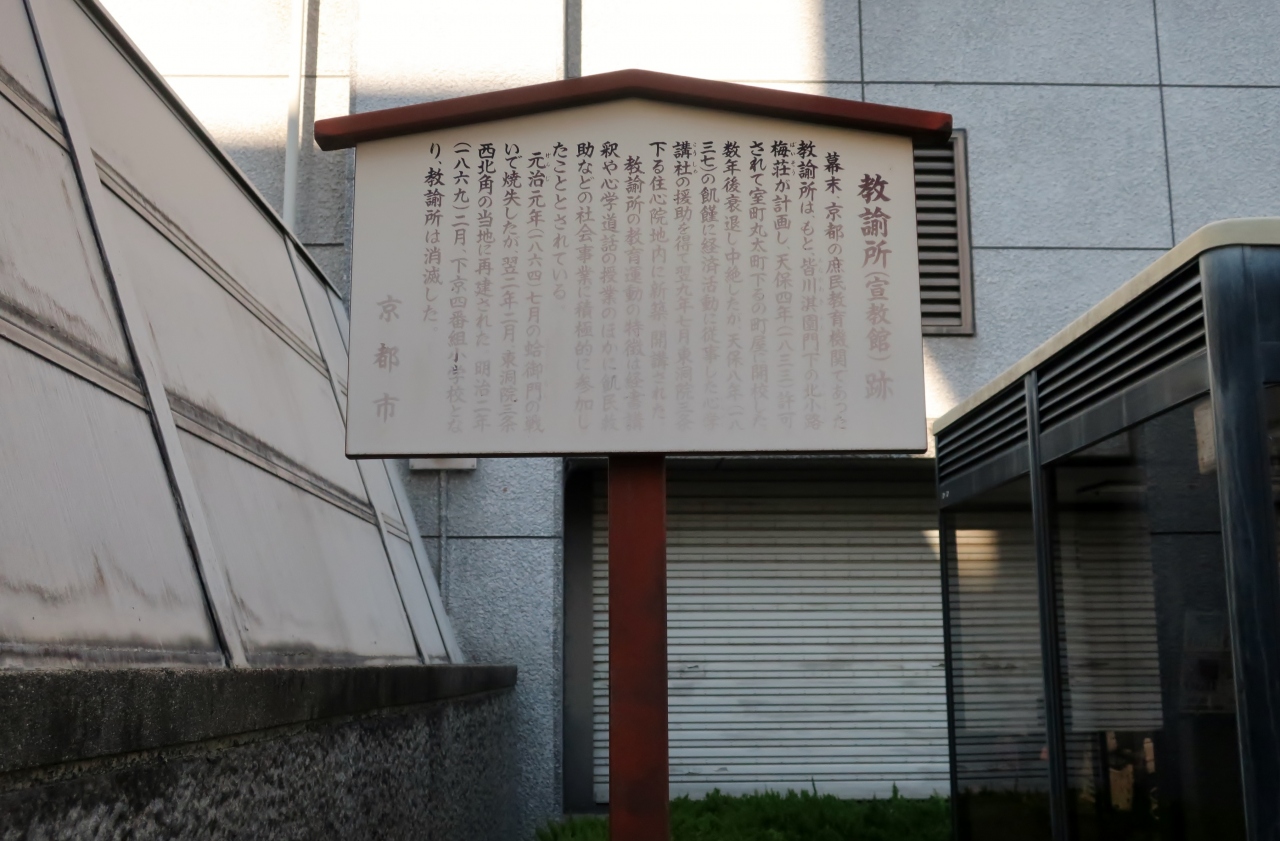 教諭所(宣教館)跡
幕末、京都の庶民教育機関であった
教諭所は、もと、皆川淇園門下の北小路
梅荘が計画し、天保四年(一八三三)許可
されて室町丸太町下るの町屋に開校した。
数年後衰退し中絶したが、天保八年(一八
三七)の飢饉に経済活動に従事した心学
講社の援助を得て翌九年七月東洞院三条
下る住心院地内に新築、開講された。
教諭所の教育運動の特徴は経書講
釈や心学道話の授業のほかに飢民救
助などの社会事業に積極的に参加し
たこととされている。
元治元年(一八六四)七月の蛤御門の戦
いで焼失したが、翌二年二月、東洞院三条
西北角の当地に再建された。明治二年
(一八六九)二月、下京四番組小学校とな
り、教諭所は消滅した。
京都市